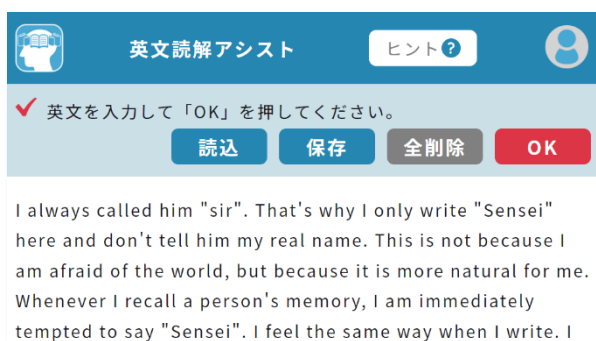 英文読解アシスト
ヒント?
英文を入力して「OK」を押してください。
読込 保存 全削除 OK
I always called him "sir". That's why I only write "Sensei"
here and don't tell him my real name. This is not because I
am afraid of the world, but because it is more natural for me.
Whenever I recall a person's memory, I am immediately
tempted to say "Sensei". I feel the same way when I write. I